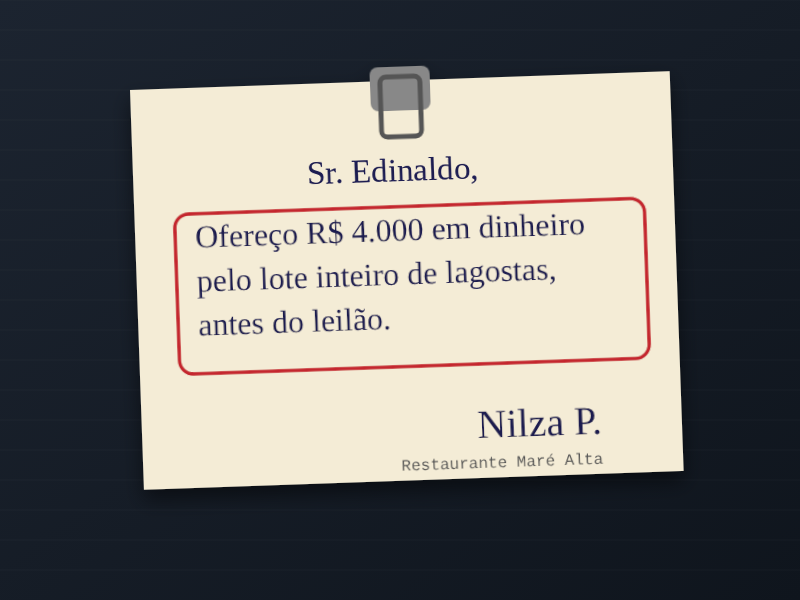 Sr. Edinaldo,
Ofereço R$ 4.000 em dinheiro
pelo lote inteiro de lagostas,
antes do leilão.
Nilza P.
Restaurante Maré Alta